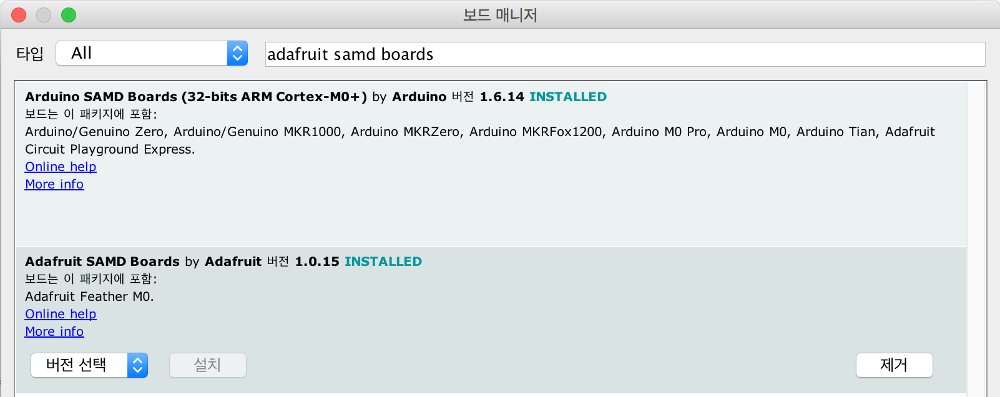 보드 매니저
타입 All adafruit samd boards
Arduino SAMD Boards (32-bits ARM Cortex-M0+) by Arduino 버전 1.6.14 INSTALLED
보드는 이 패키지에 포함:
Arduino/Genuino Zero, Arduino/Genuino MKR1000, Arduino MKRZero, Arduino MKRFox1200, Arduino M0 Pro, Arduino M0, Arduino Tian, Adafruit
Circuit Playground Express.
Online help
More info
Adafruit SAMD Boards by Adafruit 버전 1.0.15 INSTALLED
보드는 이 패키지에 포함:
Adafruit Feather M0.
Online help
More info
버전 선택 설치 제거